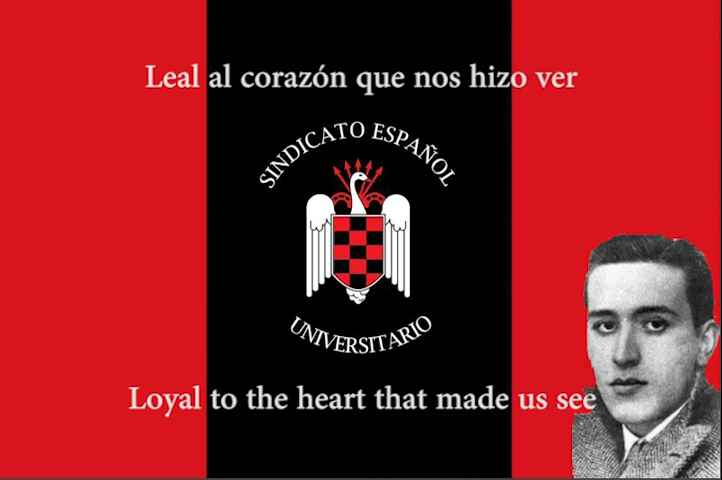 Leal al corazón que nos hizo ver
SINDICATO ESPAÑOL
UNIVERSITARIO
Loyal to the heart that made us see